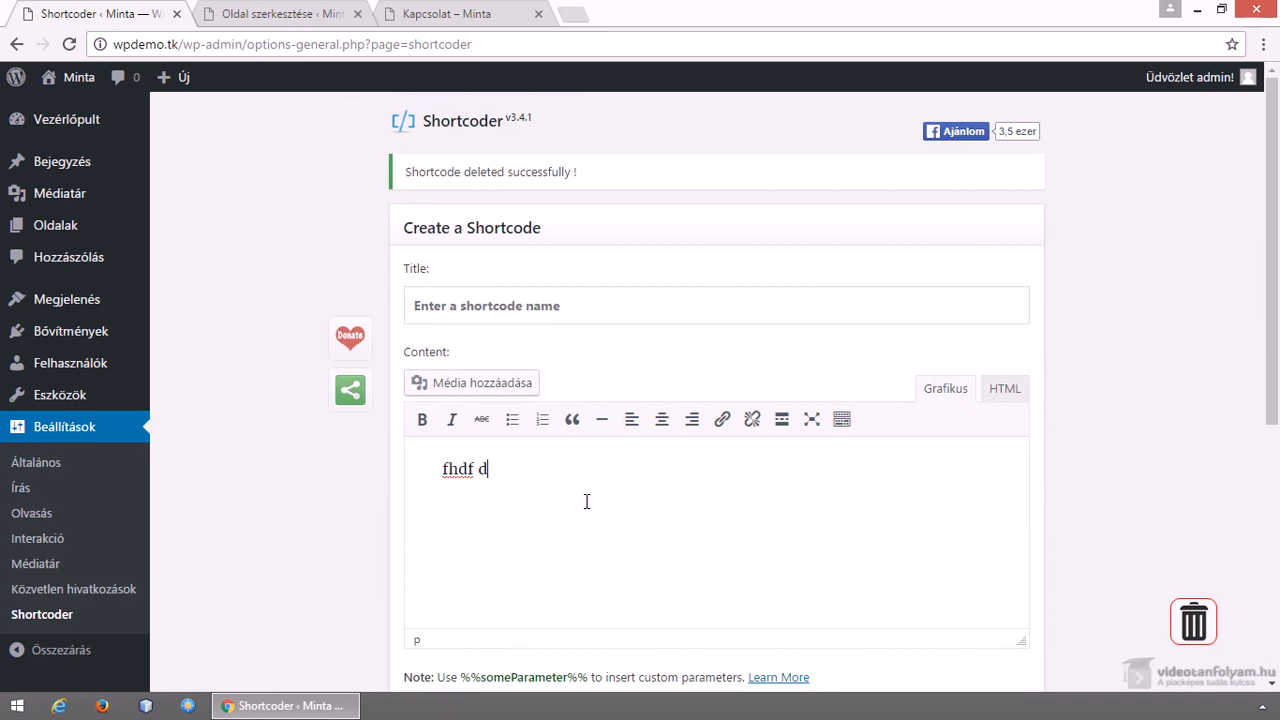 Shortcoder ‹ Minta — W
Oldal szerkesztése ‹ Mint
Kapcsolat – Minta
wpdemo.tk/wp-admin/options-general.php?page=shortcoder
Minta
0
Új
Üdvözlet admin!
Vezérlőpult
Bejegyzés
Médiatár
Oldalak
Hozzászólás
Megjelenés
Bővítmények
Felhasználók
Eszközök
Beállítások
Általános
Írás
Olvasás
Interakció
Médiatár
Közvetlen hivatkozások
Shortcoder
Összezárás
[/] Shortcoder v3.4.1
Ajánlom
3,5 ezer
Shortcode deleted successfully !
Create a Shortcode
Title:
Enter a shortcode name
Donate
Content:
Média hozzáadása
Grafikus
HTML
B I ABC
fhdf d
p
Note: Use %%someParameter%% to insert custom parameters. Learn More
videotanfolyam.hu
A piacképes tudás kulcsa
Shortcoder ‹ Minta ...